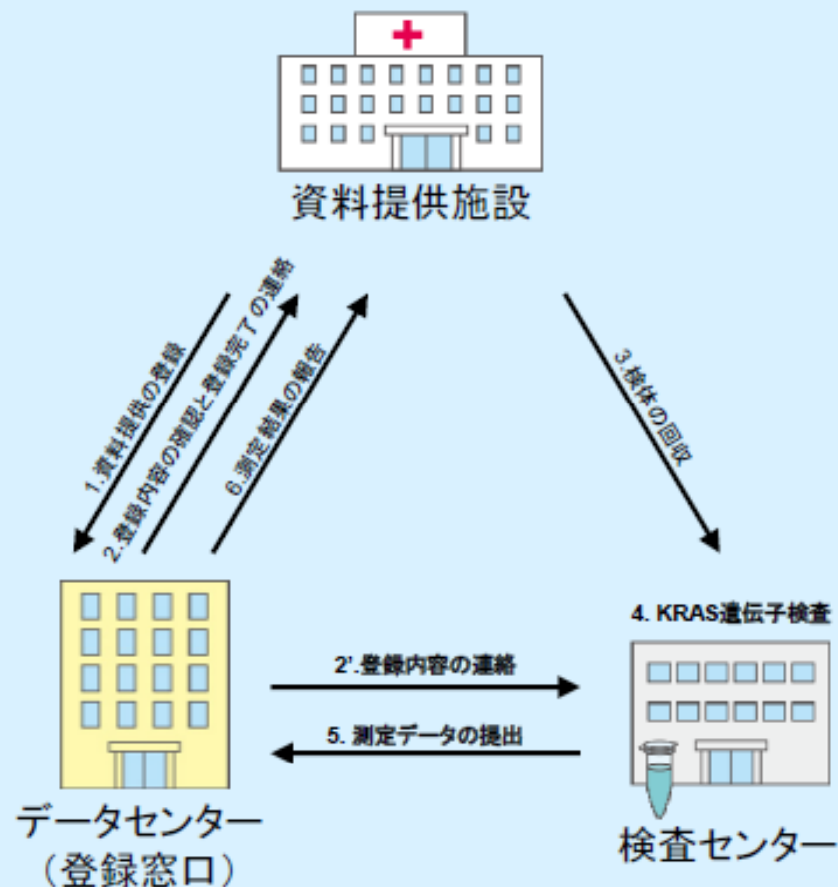 資料提供施設
1.資料提供の登録
2.登録内容の確認と登録完了の連絡
6.測定結果の報告
3.検体の回収
4. KRAS遺伝子検査
2'.登録内容の連絡
5. 測定データの提出
データセンター
（登録窓口）
検査センター